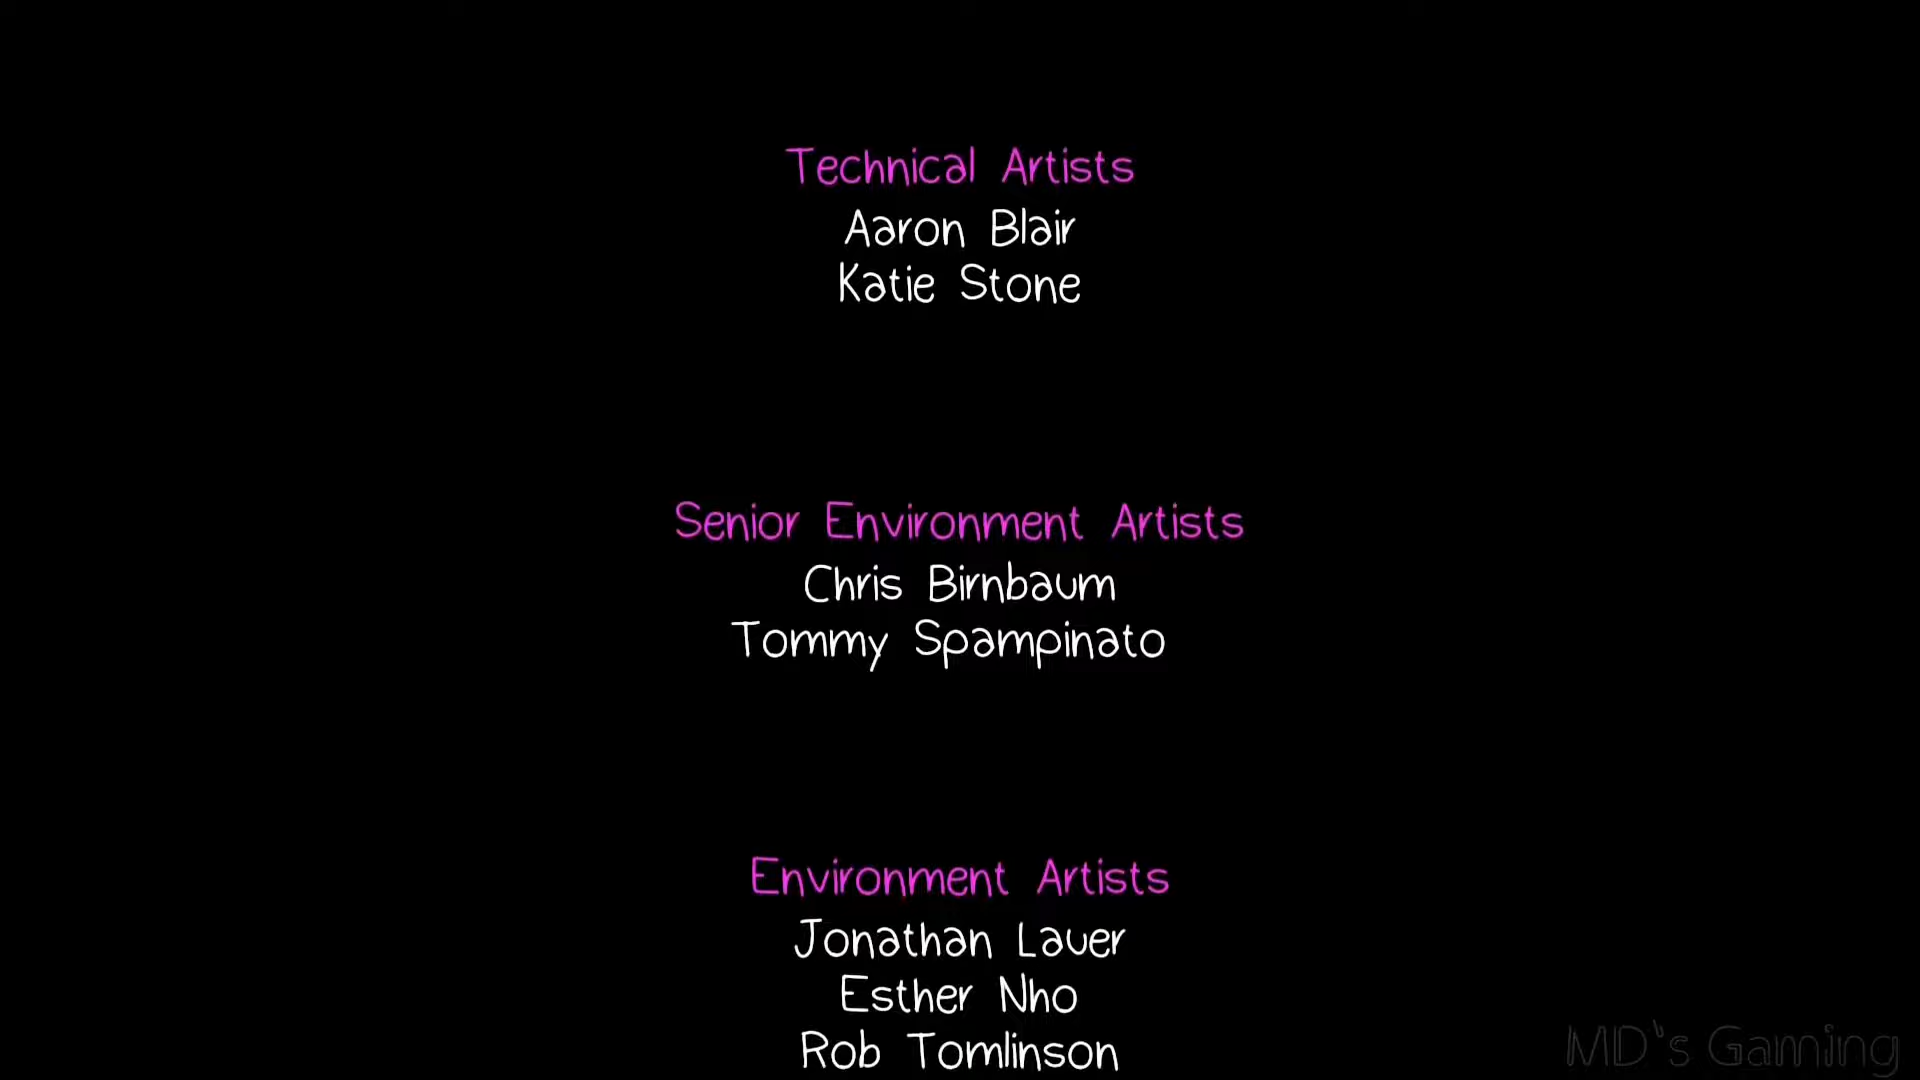 Technical Artists
Aaron Blair
Katie Stone
Senior Environment Artists
Chris Birnbaum
Tommy Spampinato
Environment Artists
Jonathan Lauer
Esther Nho
Rob Tomlinson
MD's Gaming